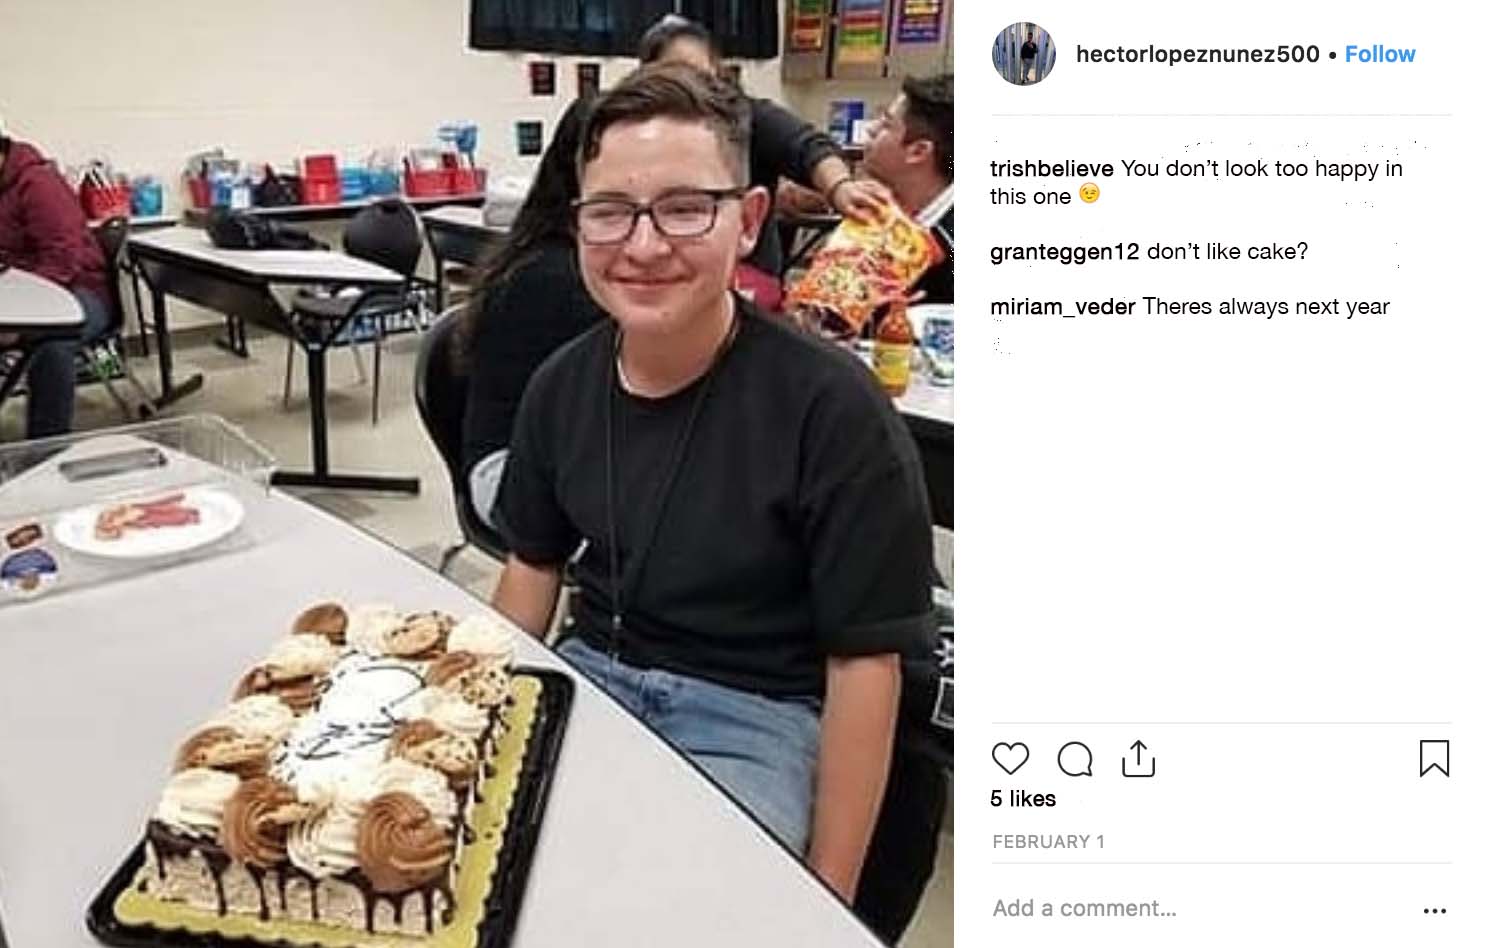 hectorlopeznunez500 • Follow
trishbelieve You don't look too happy in
this one 😉
granteggen12 don't like cake?
miriam_veder Theres always next year
5 likes
FEBRUARY 1
Add a comment...